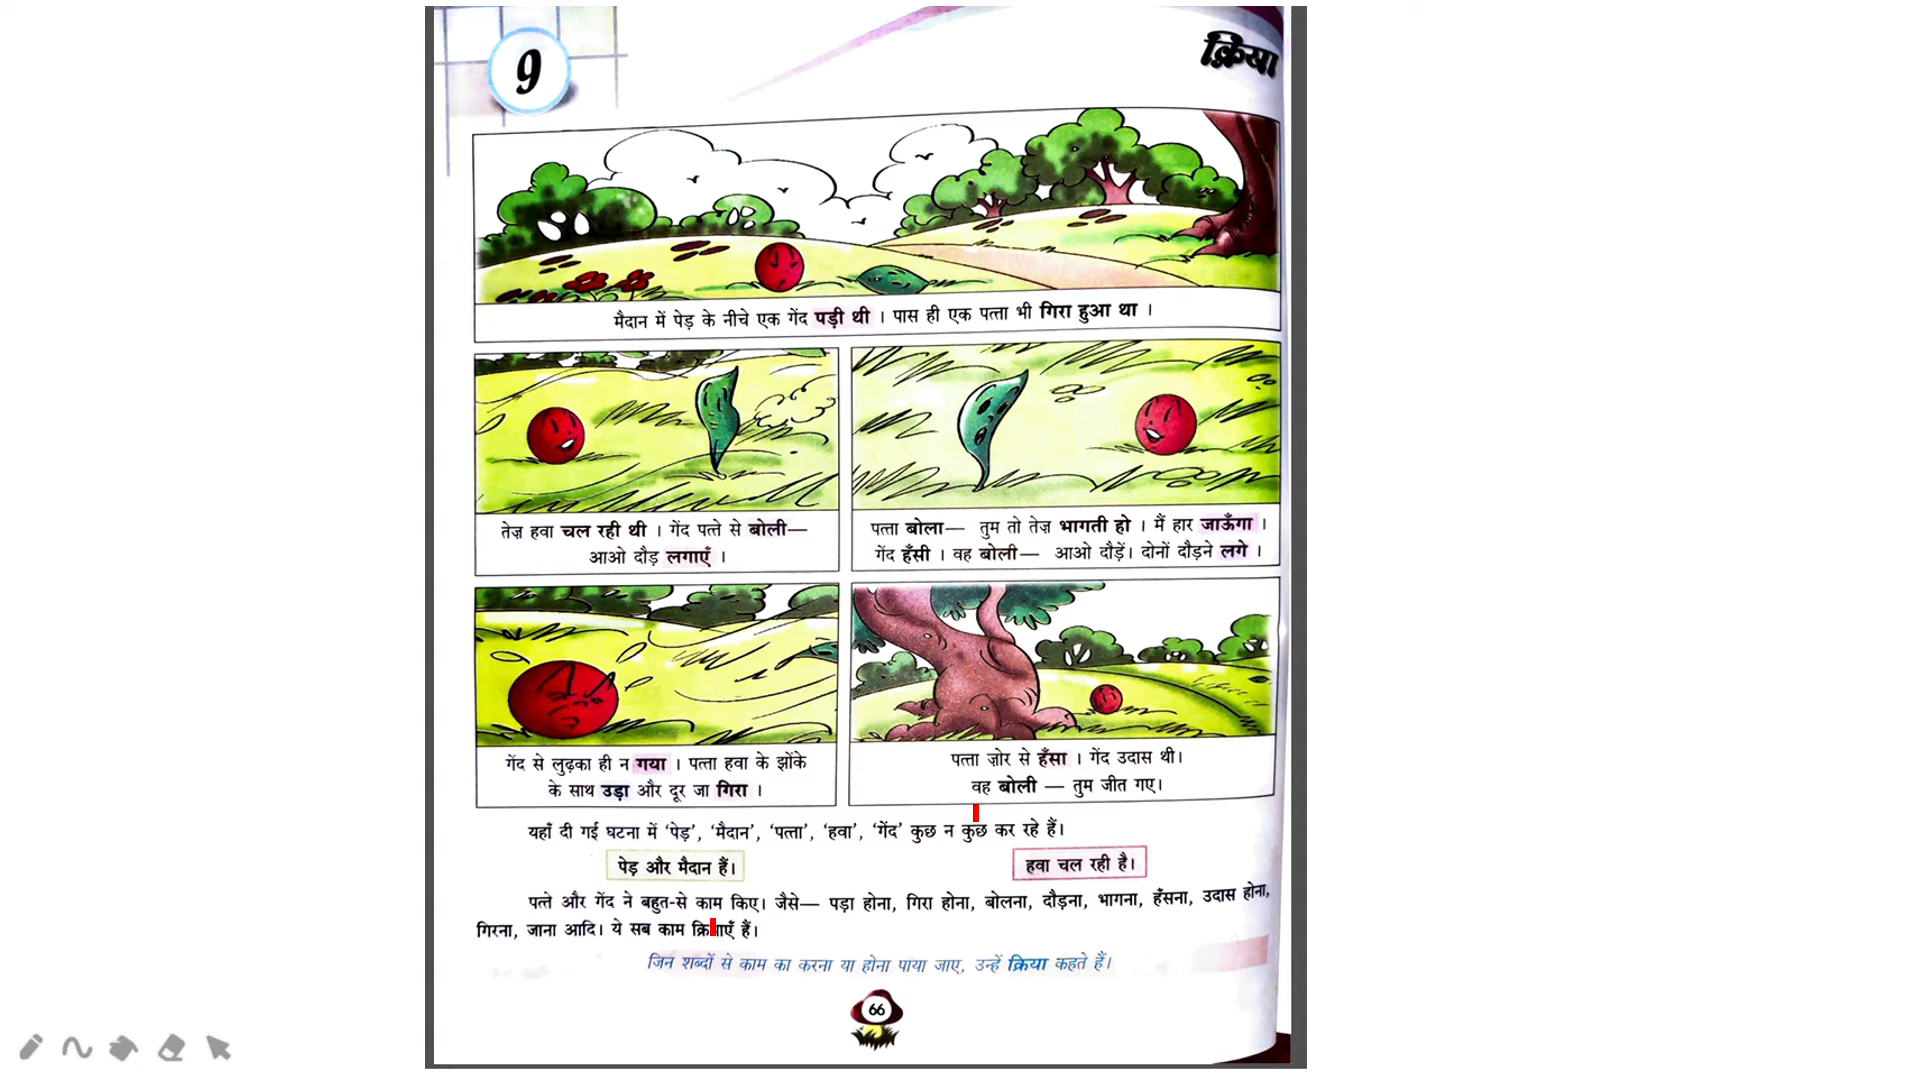 9
क्रिया
मैदान में पेड़ के नीचे एक गेंद पड़ी थी । पास ही एक पत्ता भी गिरा हुआ था ।
तेज़ हवा चल रही थी । गेंद पत्ते से बोली—
आओ दौड़ लगाएँ ।
पत्ता बोला— तुम तो तेज़ भागती हो । मैं हार जाऊँगा ।
गेंद हँसी । वह बोली— आओ दौड़ें। दोनों दौड़ने लगे ।
गेंद से लुढ़का ही न गया । पत्ता हवा के झोंके
के साथ उड़ा और दूर जा गिरा ।
पत्ता ज़ोर से हँसा । गेंद उदास थी।
वह बोली — तुम जीत गए।
यहाँ दी गई घटना में ‘पेड़’, ‘मैदान’, ‘पत्ता’, ‘हवा’, ‘गेंद’ कुछ न कुछ कर रहे हैं।
पेड़ और मैदान हैं।
हवा चल रही है।
पत्ते और गेंद ने बहुत-से काम किए। जैसे— पड़ा होना, गिरा होना, बोलना, दौड़ना, भागना, हँसना, उदास होना,
गिरना, जाना आदि। ये सब काम क्रियाएँ हैं।
जिन शब्दों से काम का करना या होना पाया जाए, उन्हें क्रिया कहते हैं।
66